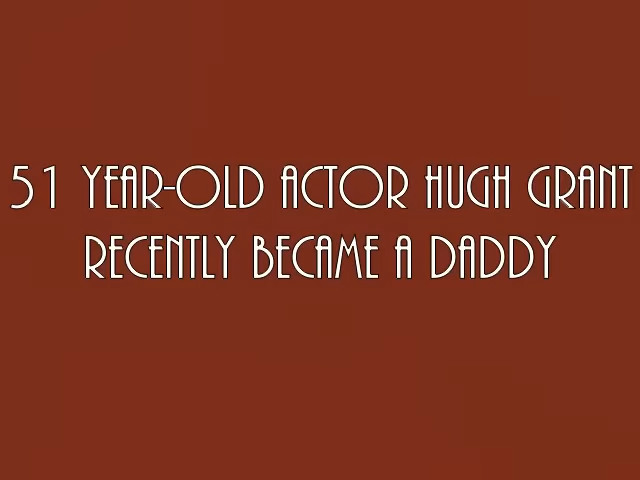 51 YEAR-OLD ACTOR HUGH GRANT
RECENTLY BECAME A DADDY